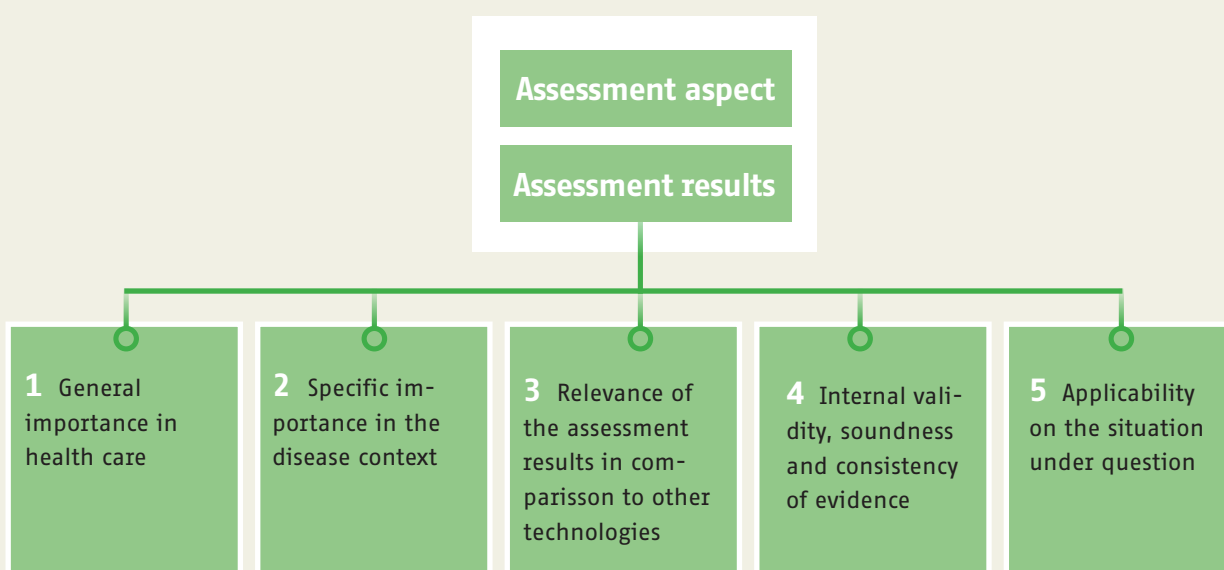 Assessment aspect
Assessment results
1 General
importance in
health care
2 Specific im-
portance in the
disease context
3 Relevance of
the assessment
results in com-
parisson to other
technologies
4 Internal vali-
dity, soundness
and consistency
of evidence
5 Applicability
on the situation
under question